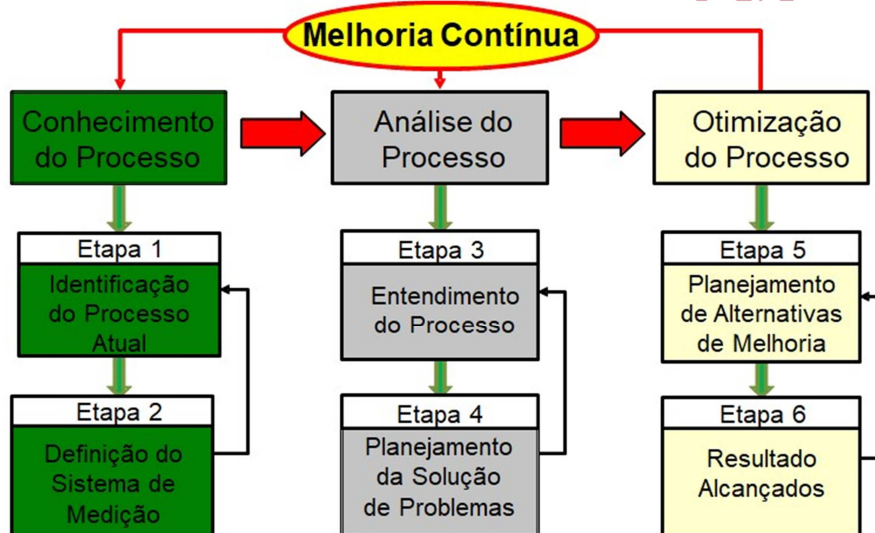 Melhoria Contínua
Conhecimento
do Processo
Análise do
Processo
Otimização
do Processo
Etapa 1
Identificação
do Processo
Atual
Etapa 3
Entendimento
do Processo
Etapa 5
Planejamento
de Alternativas
de Melhoria
Etapa 2
Definição do
Sistema de
Medição
Etapa 4
Planejamento
da Solução
de Problemas
Etapa 6
Resultado
Alcançados